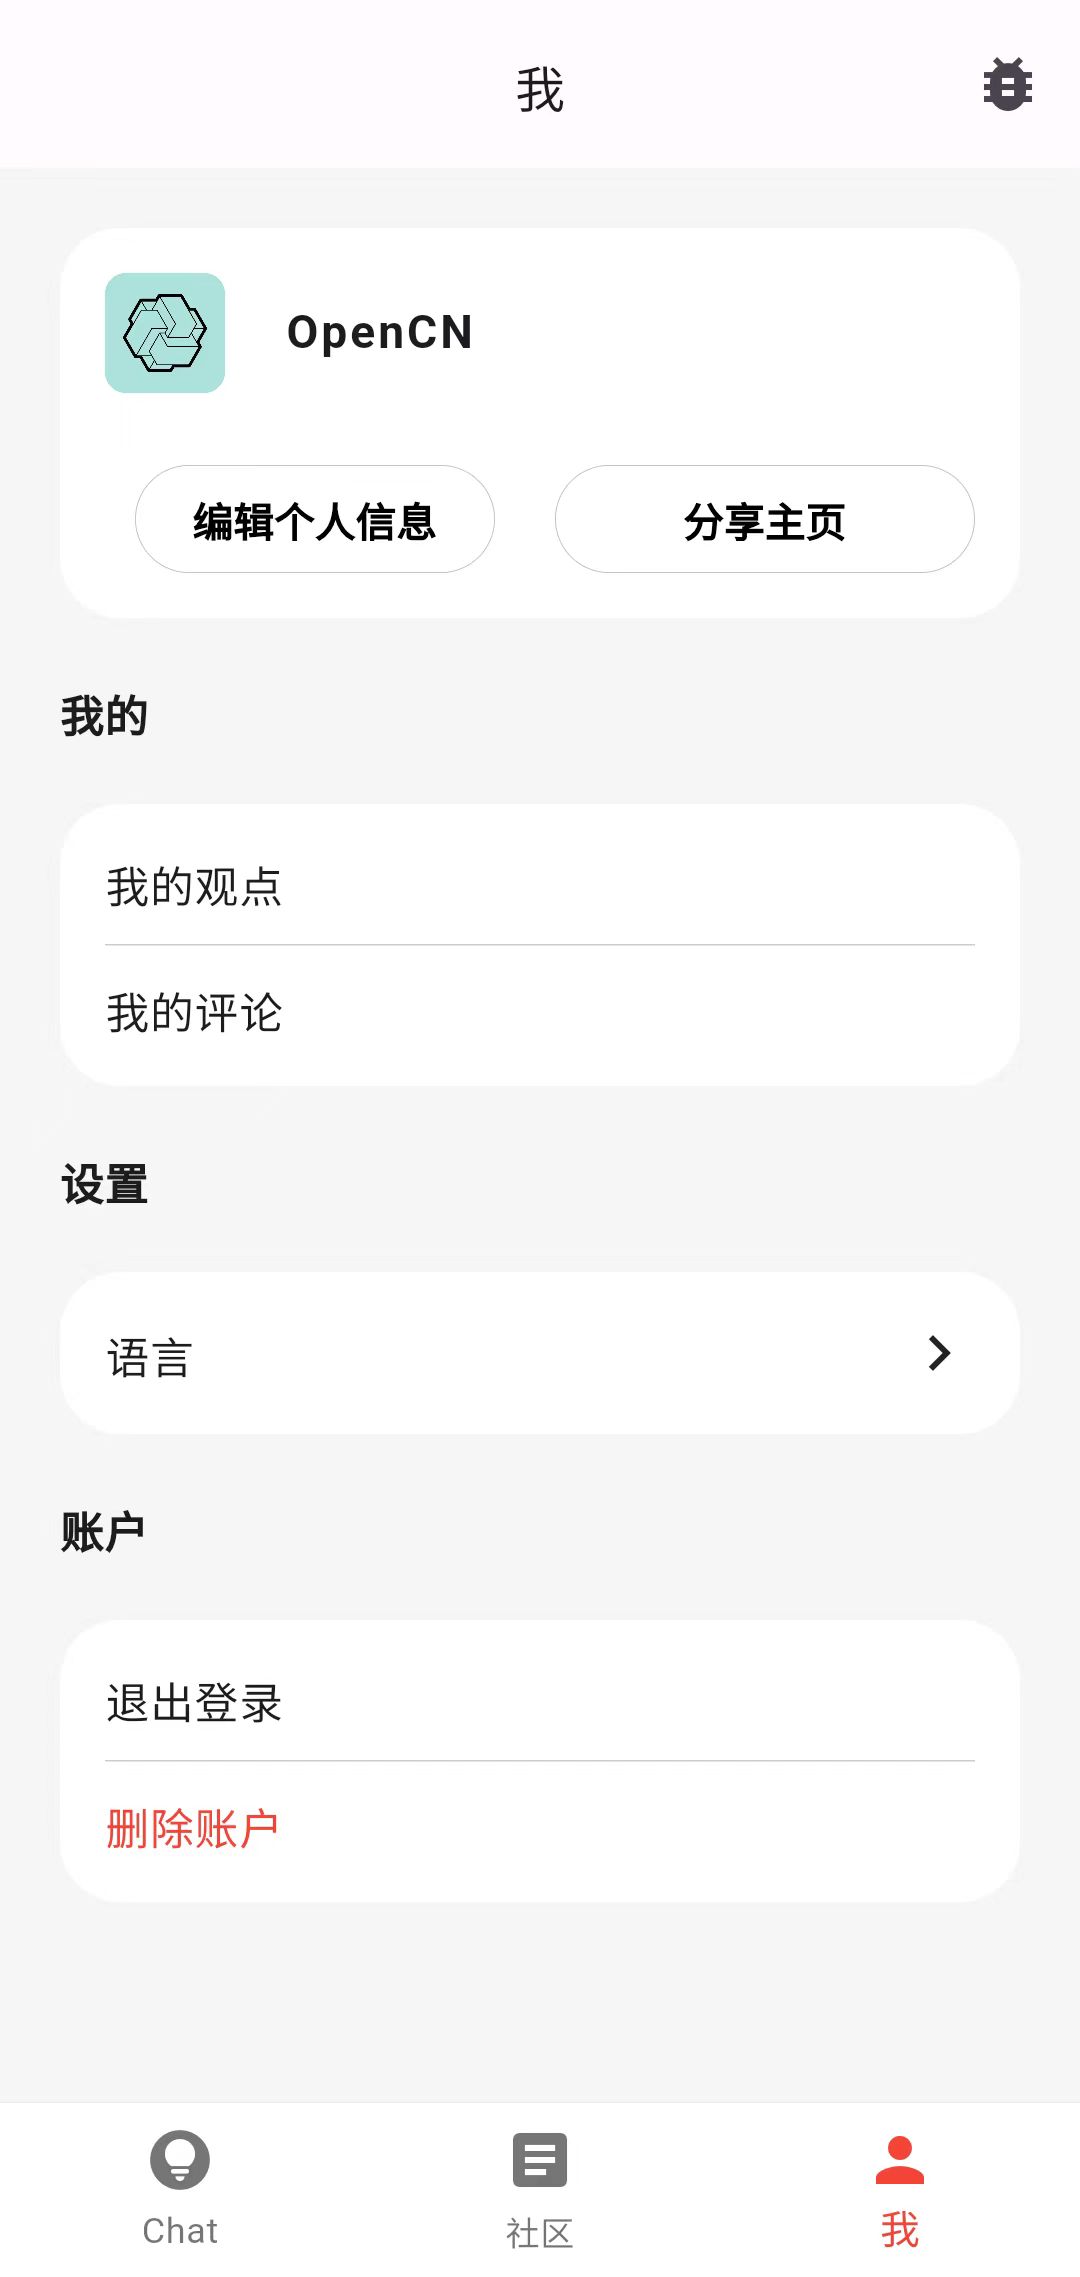 我
OpenCN
编辑个人信息
分享主页
我的
我的观点
我的评论
设置
语言
账户
退出登录
删除账户
Chat
社区
我